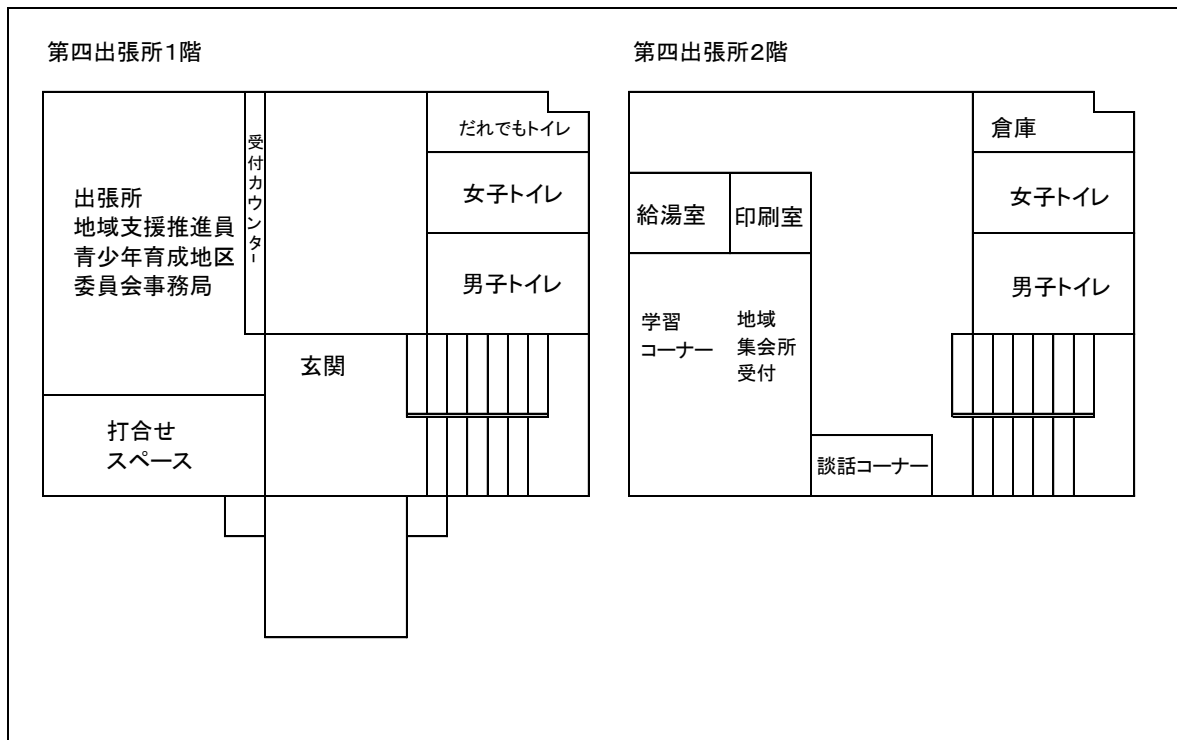 第四出張所1階
だれでもトイレ
受付カウンター
女子トイレ
出張所
地域支援推進員
青少年育成地区
委員会事務局
男子トイレ
玄関
打合せ
スペース
第四出張所2階
倉庫
給湯室
印刷室
女子トイレ
男子トイレ
学習
コーナー
地域
集会所
受付
談話コーナー